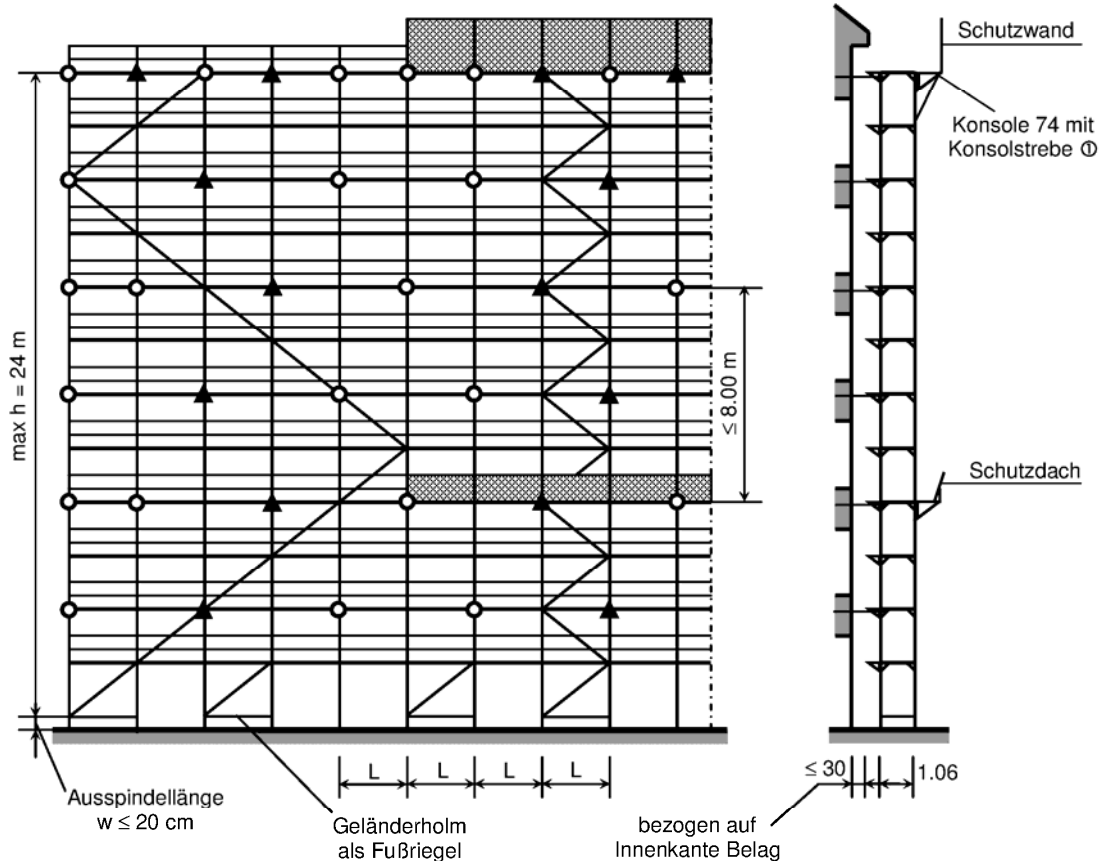 Schutzwand
Konsole 74 mit
Konsolstrebe ①
max h = 24 m
≤ 8.00 m
Schutzdach
L L L L
≤ 30
1.06
Ausspindellänge
w ≤ 20 cm
Geländerholm
als Fußriegel
bezogen auf
Innenkante Belag